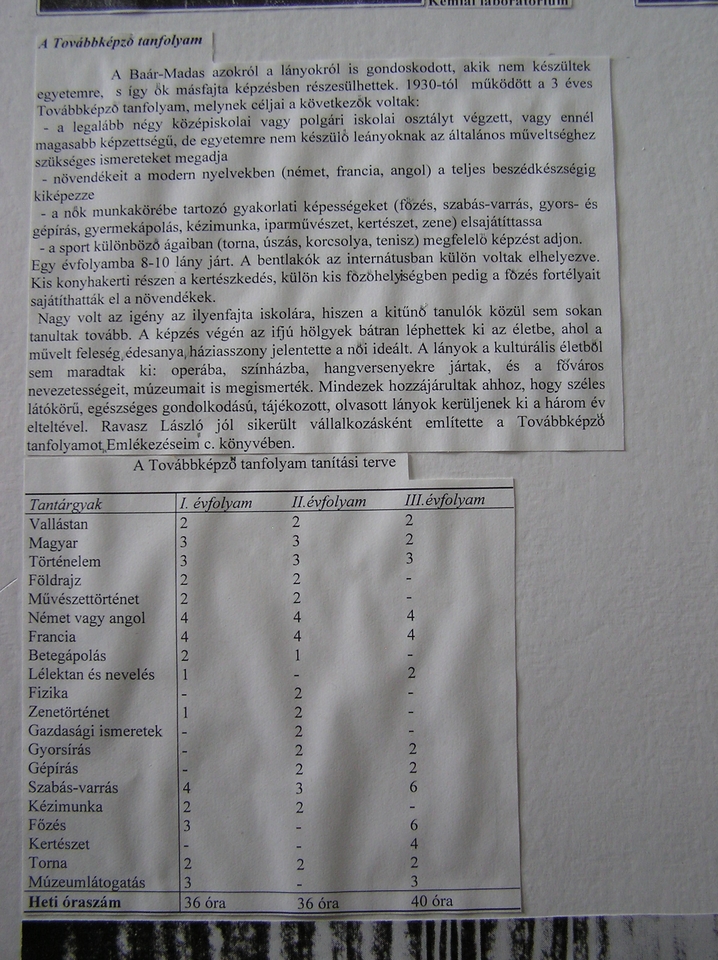 Kémiai laboratórium
A Továbbképző tanfolyam
A Baár-Madas azokról a lányokról is gondoskodott, akik nem készültek
egyetemre, s így ők másfajta képzésben részesülhettek. 1930-tól működött a 3 éves
Továbbképző tanfolyam, melynek céljai a következők voltak:
- a legalább négy középiskolai vagy polgári iskolai osztályt végzett, vagy ennél
magasabb képzettségű, de egyetemre nem készülő leányoknak az általános műveltséghez
szükséges ismereteket megadja
- növendékeit a modern nyelvekben (német, francia, angol) a teljes beszédkészségig
kiképezze
- a nők munkakörébe tartozó gyakorlati képességeket (főzés, szabás-varrás, gyors- és
gépírás, gyermekápolás, kézimunka, iparművészet, kertészet, zene) elsajátíttassa
- a sport különböző ágaiban (torna, úszás, korcsolya, tenisz) megfelelő képzést adjon.
Egy évfolyamba 8-10 lány járt. A bentlakók az internátusban külön voltak elhelyezve.
Kis konyhakerti részen a kertészkedés, külön kis főzőhelyiségben pedig a főzés fortélyait
sajátíthatták el a növendékek.
Nagy volt az igény az ilyenfajta iskolára, hiszen a kitűnő tanulók közül sem sokan
tanultak tovább. A képzés végén az ifjú hölgyek bátran léphettek ki az életbe, ahol a
művelt feleség, édesanya, háziasszony jelentette a női ideált. A lányok a kulturális életből
sem maradtak ki: operába, színházba, hangversenyekre jártak, és a főváros
nevezetességeit, múzeumait is megismerték. Mindezek hozzájárultak ahhoz, hogy széles
látókörű, egészséges gondolkodású, tájékozott, olvasott lányok kerüljenek ki a három év
elteltével. Ravasz László jól sikerült vállalkozásként említette a Továbbképző
tanfolyamot „Emlékezéseim" c. könyvében.
A Továbbképző tanfolyam tanítási terve
Tantárgyak I. évfolyam II.évfolyam III.évfolyam
Vallástan 2 2 2
Magyar 3 3 2
Történelem 3 3 3
Földrajz 2 2 -
Művészettörténet 2 2 -
Német vagy angol 4 4 4
Francia 4 4 4
Betegápolás 2 1 -
Lélektan és nevelés 1 - 2
Fizika - 2 -
Zenetörténet 1 2 -
Gazdasági ismeretek - 2 -
Gyorsírás - 2 2
Gépírás - 2 2
Szabás-varrás 4 3 6
Kézimunka 2 2 -
Főzés 3 - 6
Kertészet - - 4
Torna 2 2 2
Múzeumlátogatás 3 - 3
Heti óraszám 36 óra 36 óra 40 óra